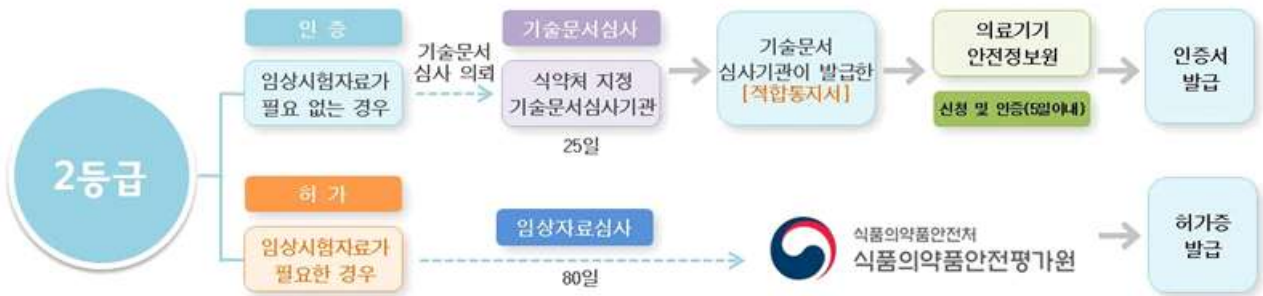 2등급
인 증
임상시험자료가
필요 없는 경우
기술문서
심사 의뢰
기술문서심사
식약처 지정
기술문서심사기관
25일
기술문서
심사기관이 발급한
[적합통지서]
의료기기
안전정보원
신청 및 인증(5일이내)
인증서
발급
허 가
임상시험자료가
필요한 경우
임상자료심사
80일
식품의약품안전처
식품의약품안전평가원
허가증
발급